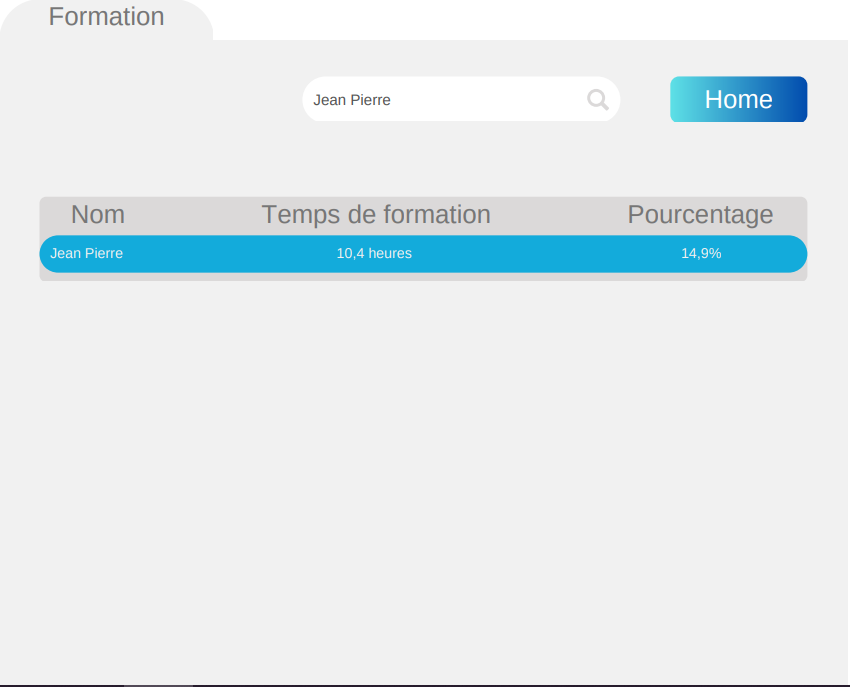 Formation
Jean Pierre
Home
Nom Temps de formation Pourcentage
Jean Pierre 10,4 heures 14,9%